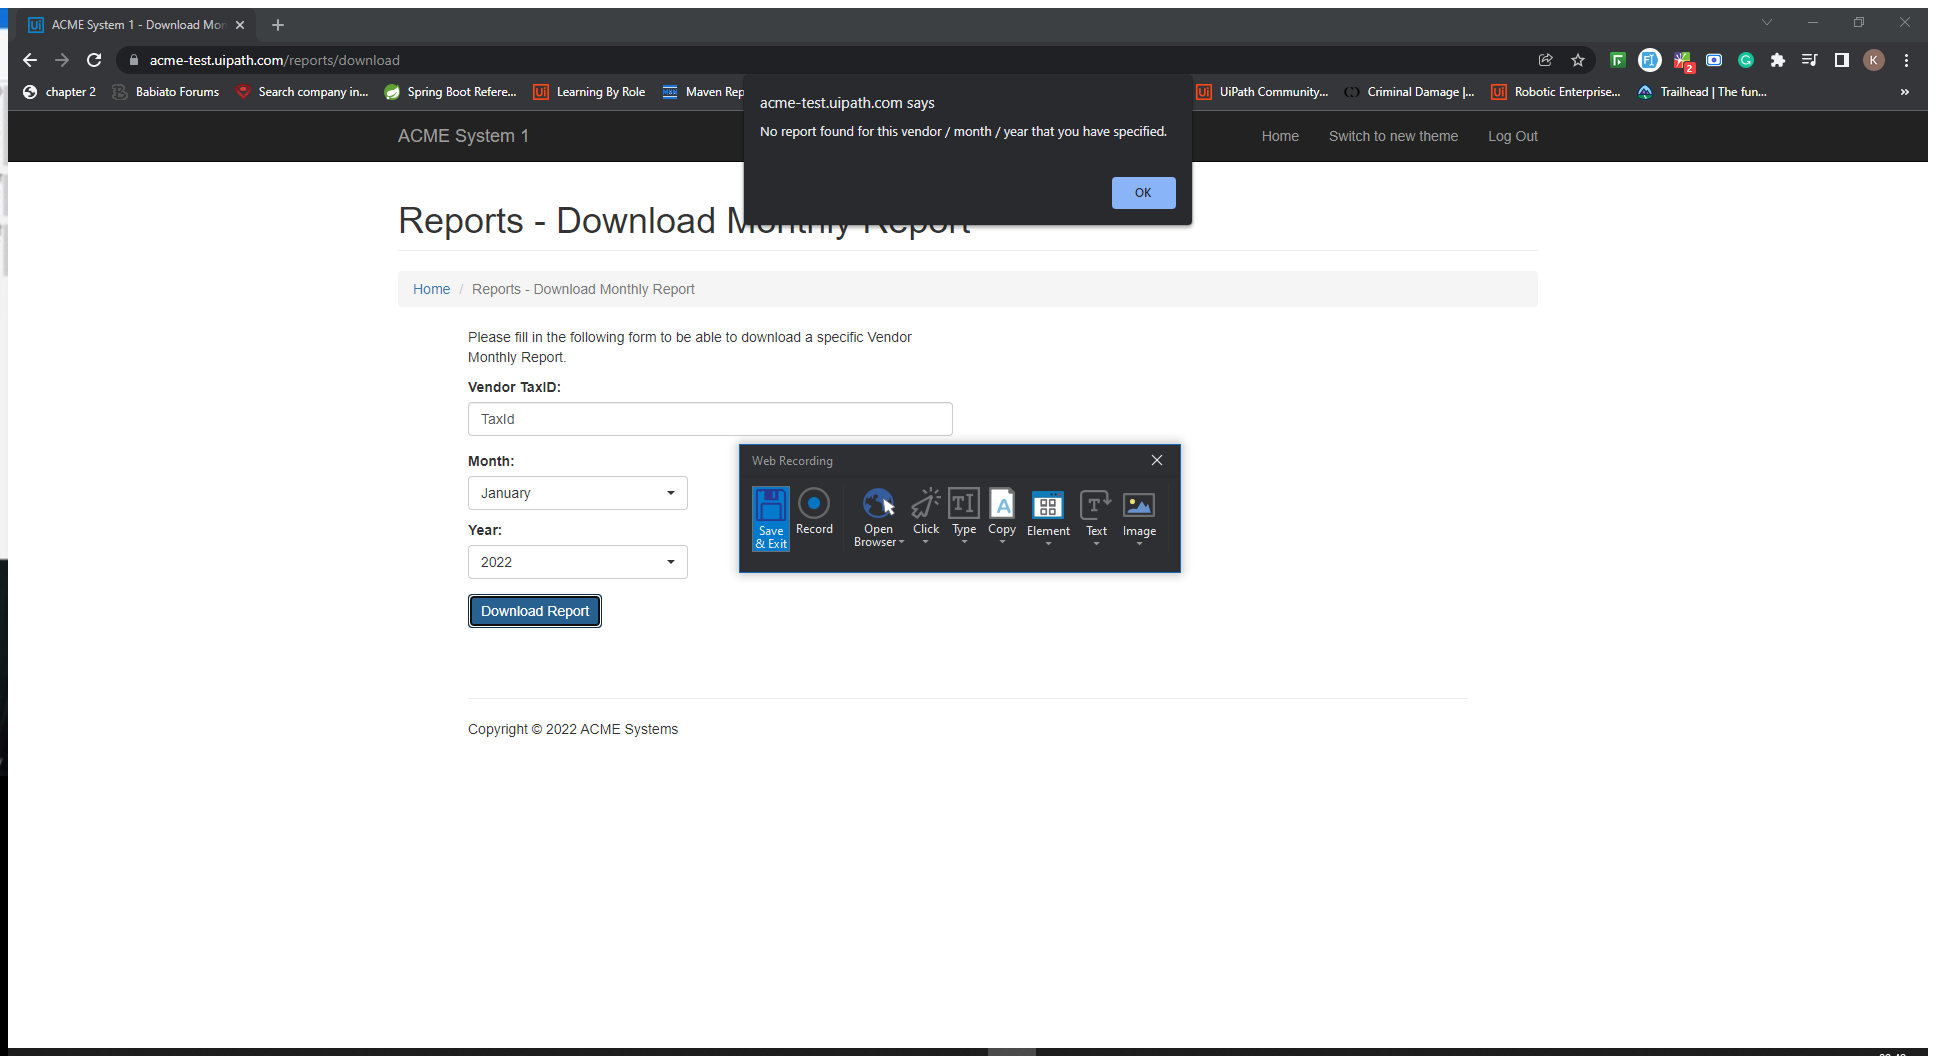 ACME System 1 - Download Mon
acme-test.uipath.com/reports/download
2
K
chapter 2
Babiato Forums
Search company in...
Spring Boot Refere...
Learning By Role
Maven Rep
UiPath Community...
Criminal Damage |...
Robotic Enterprise...
Trailhead | The fun...
»
acme-test.uipath.com says
No report found for this vendor / month / year that you have specified.
OK
ACME System 1
Home
Switch to new theme
Log Out
Reports - Download Monthly Report
Home / Reports - Download Monthly Report
Please fill in the following form to be able to download a specific Vendor
Monthly Report.
Vendor TaxID:
TaxId
Month:
January
Year:
2022
Download Report
Web Recording
Save
& Exit
Record
Open
Browser
Click
Type
Copy
Element
Text
Image
Copyright © 2022 ACME Systems